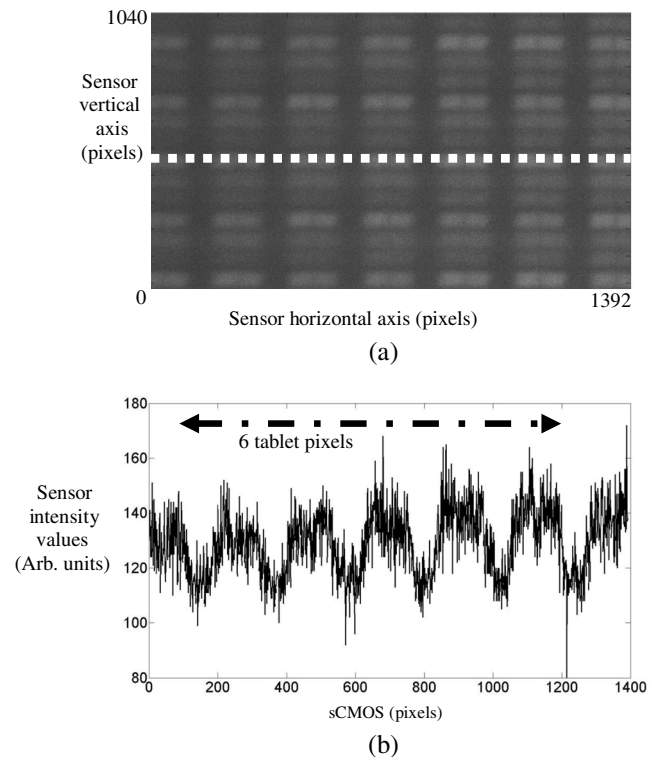 1040
Sensor
vertical
axis
(pixels)
0
1392
Sensor horizontal axis (pixels)
(a)
180
160
140
120
100
80
6 tablet pixels
Sensor
intensity
values
(Arb. units)
0 200 400 600 800 1000 1200 1400
sCMOS (pixels)
(b)